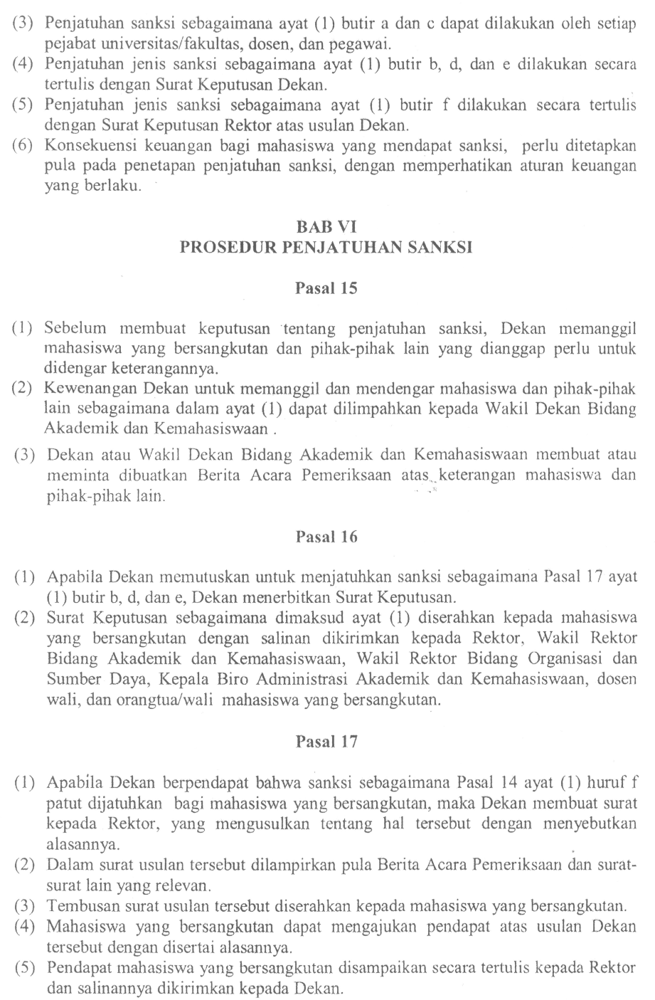 (3) Penjatuhan sanksi sebagaimana ayat (1) butir a dan c dapat dilakukan oleh setiap
pejabat universitas/fakultas, dosen, dan pegawai.
(4) Penjatuhan jenis sanksi sebagaimana ayat (1) butir b, d, dan e dilakukan secara
tertulis dengan Surat Keputusan Dekan.
(5) Penjatuhan jenis sanksi sebagaimana ayat (1) butir f dilakukan secara tertulis
dengan Surat Keputusan Rektor atas usulan Dekan.
(6) Konsekuensi keuangan bagi mahasiswa yang mendapat sanksi, perlu ditetapkan
pula pada penetapan penjatuhan sanksi, dengan memperhatikan aturan keuangan
yang berlaku.
BAB VI
PROSEDUR PENJATUHAN SANKSI
Pasal 15
(1) Sebelum membuat keputusan tentang penjatuhan sanksi, Dekan memanggil
mahasiswa yang bersangkutan dan pihak-pihak lain yang dianggap perlu untuk
didengar keterangannya.
(2) Kewenangan Dekan untuk memanggil dan mendengar mahasiswa dan pihak-pihak
lain sebagaimana dalam ayat (1) dapat dilimpahkan kepada Wakil Dekan Bidang
Akademik dan Kemahasiswaan .
(3) Dekan atau Wakil Dekan Bidang Akademik dan Kemahasiswaan membuat atau
meminta dibuatkan Berita Acara Pemeriksaan atas keterangan mahasiswa dan
pihak-pihak lain.
Pasal 16
(1) Apabila Dekan memutuskan untuk menjatuhkan sanksi sebagaimana Pasal 17 ayat
(1) butir b, d, dan e, Dekan menerbitkan Surat Keputusan.
(2) Surat Keputusan sebagaimana dimaksud ayat (1) diserahkan kepada mahasiswa
yang bersangkutan dengan salinan dikirimkan kepada Rektor, Wakil Rektor
Bidang Akademik dan Kemahasiswaan, Wakil Rektor Bidang Organisasi dan
Sumber Daya, Kepala Biro Administrasi Akademik dan Kemahasiswaan, dosen
wali, dan orangtua/wali mahasiswa yang bersangkutan.
Pasal 17
(1) Apabila Dekan berpendapat bahwa sanksi sebagaimana Pasal 14 ayat (1) huruf f
patut dijatuhkan bagi mahasiswa yang bersangkutan, maka Dekan membuat surat
kepada Rektor, yang mengusulkan tentang hal tersebut dengan menyebutkan
alasannya.
(2) Dalam surat usulan tersebut dilampirkan pula Berita Acara Pemeriksaan dan surat-
surat lain yang relevan.
(3) Tembusan surat usulan tersebut diserahkan kepada mahasiswa yang bersangkutan.
(4) Mahasiswa yang bersangkutan dapat mengajukan pendapat atas usulan Dekan
tersebut dengan disertai alasannya.
(5) Pendapat mahasiswa yang bersangkutan disampaikan secara tertulis kepada Rektor
dan salinannya dikirimkan kepada Dekan.